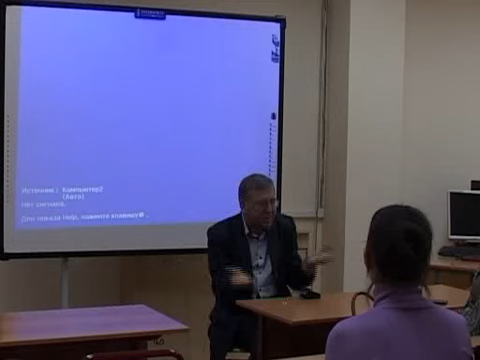 Источник : Компьютер2
(Авто)
Нет сигнала.
Для показа Help, нажмите клавишу